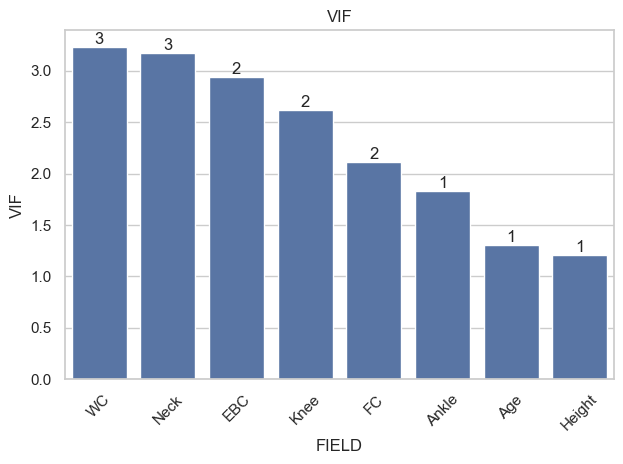 VIF
3
3
2
2
2
1
1
1
3.0
2.5
2.0
1.5
1.0
0.5
0.0
VIF
WC
Neck
EBC
Knee
FC
Ankle
Age
Height
FIELD